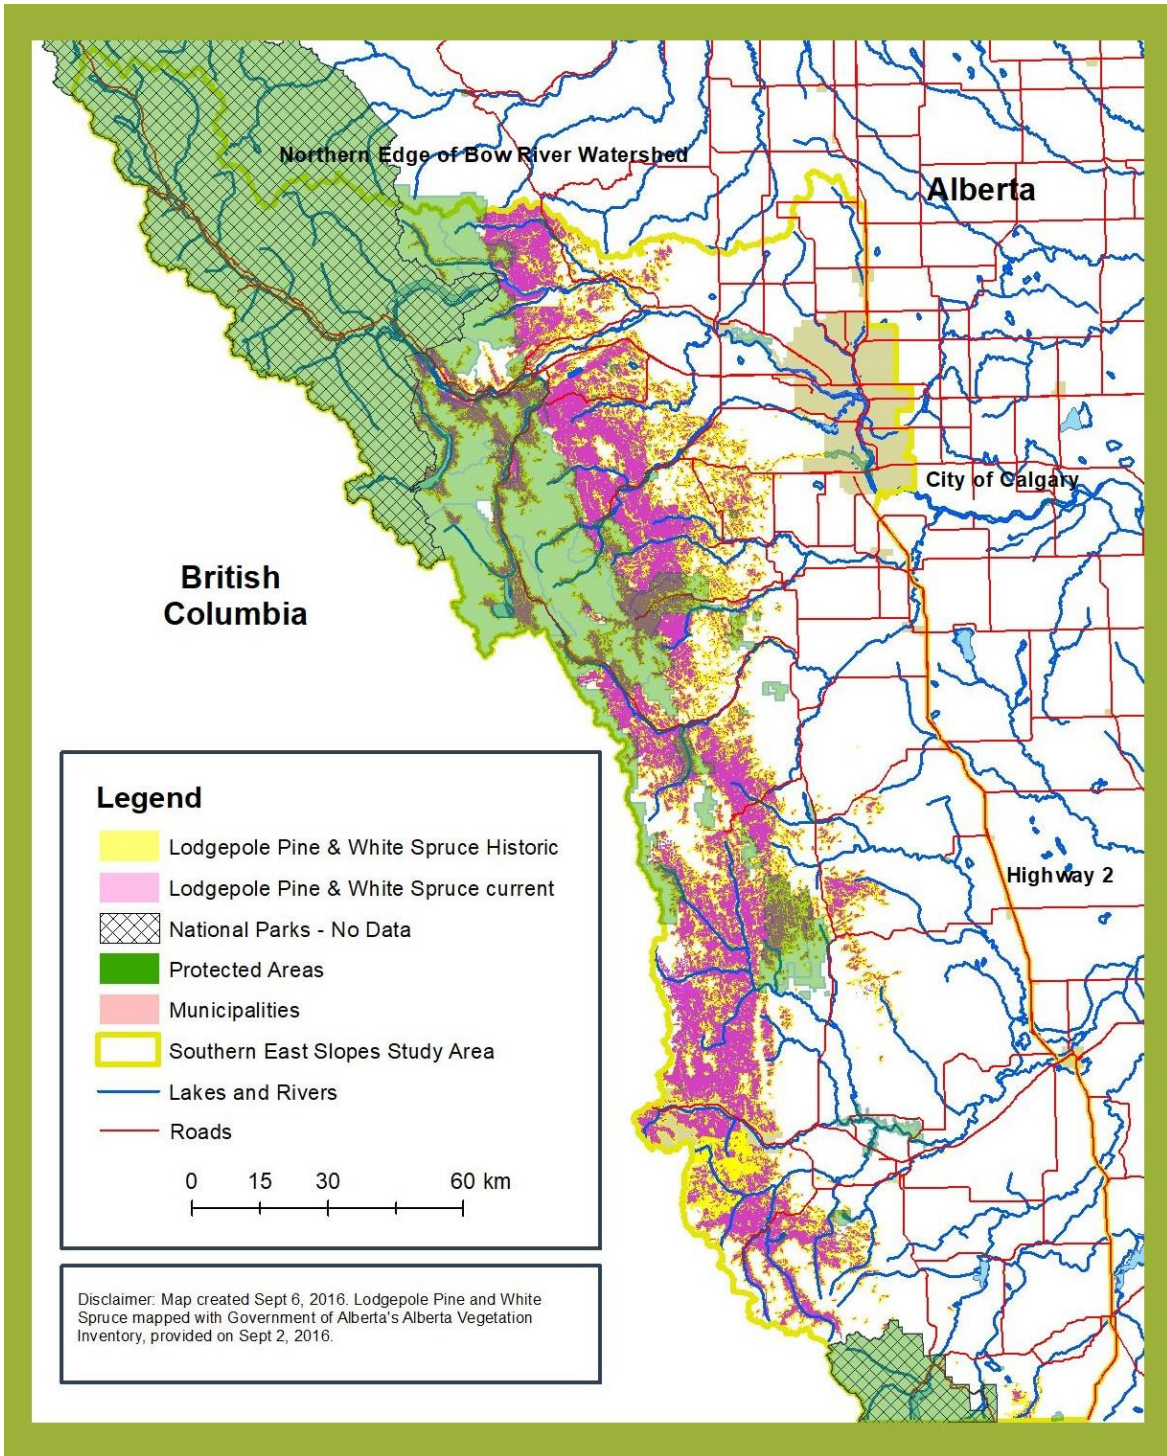 Northern Edge of Bow River Watershed
Alberta
City of Calgary
British
Columbia
Highway 2
Legend
Lodgepole Pine & White Spruce Historic
Lodgepole Pine & White Spruce current
National Parks - No Data
Protected Areas
Municipalities
Southern East Slopes Study Area
Lakes and Rivers
Roads
0 15 30 60 km
Disclaimer: Map created Sept 6, 2016. Lodgepole Pine and White
Spruce mapped with Government of Alberta's Alberta Vegetation
Inventory, provided on Sept 2, 2016.